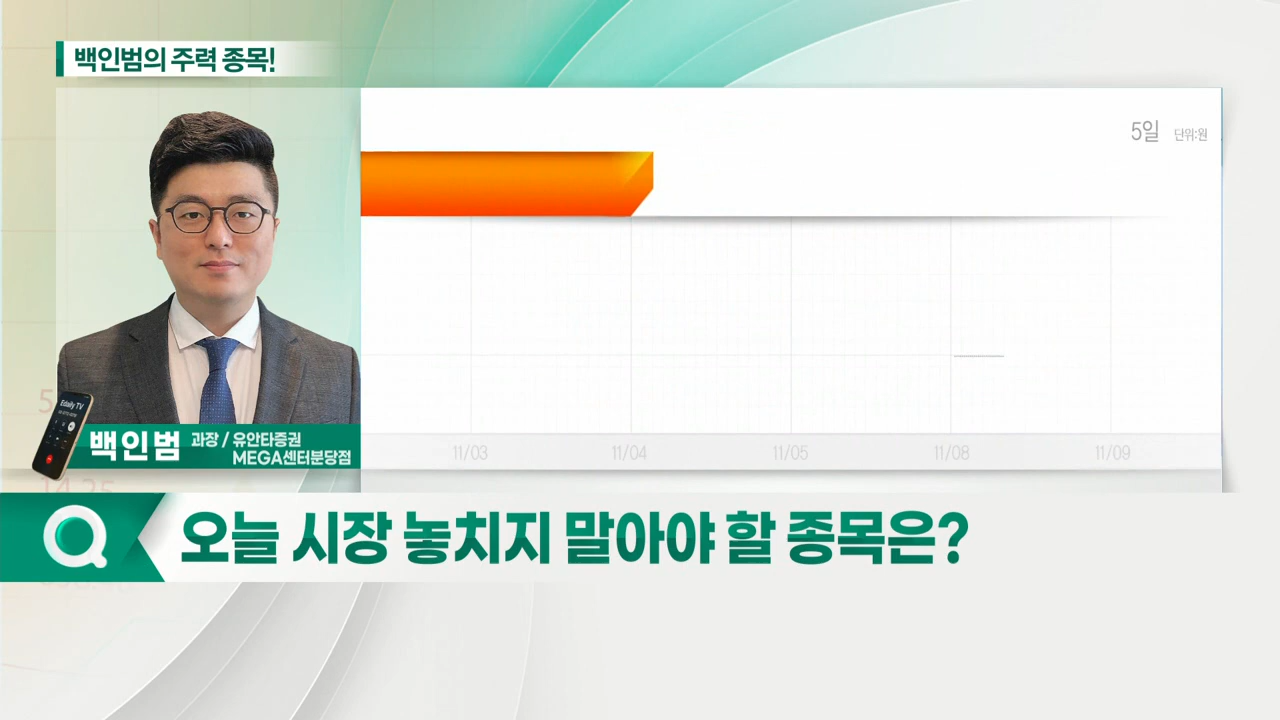 백인범의 주력 종목!
5일 단위:원
11/03 11/04 11/05 11/08 11/09
Edaily TV
백인범 과장 / 유안타증권
MEGA센터분당점
오늘 시장 놓치지 말아야 할 종목은?